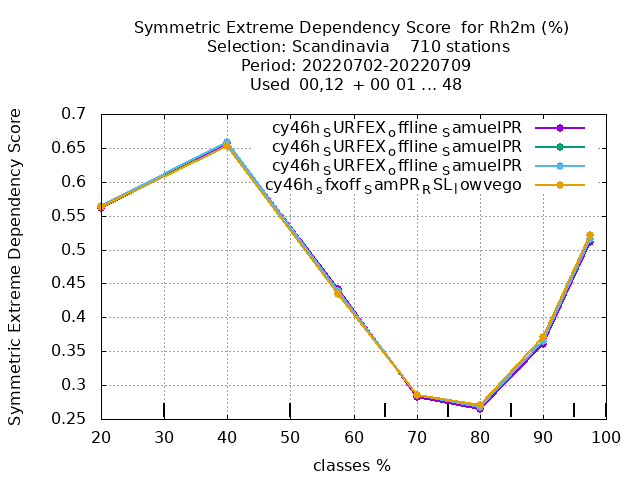 Symmetric Extreme Dependency Score  for Rh2m (%)
Selection: Scandinavia    710 stations
Period: 20220702-20220709
Used  00,12  + 00 01 ... 48
Symmetric Extreme Dependency Score
0.7
0.65
0.6
0.55
0.5
0.45
0.4
0.35
0.3
0.25
cy46h_SURFEX_offline_SamuelPR
cy46h_SURFEX_offline_SamuelPR
cy46h_SURFEX_offline_SamuelPR
cy46h_sfxoff_SamPR_RSL_lowvego
20 30 40 50 60 70 80 90 100
classes %